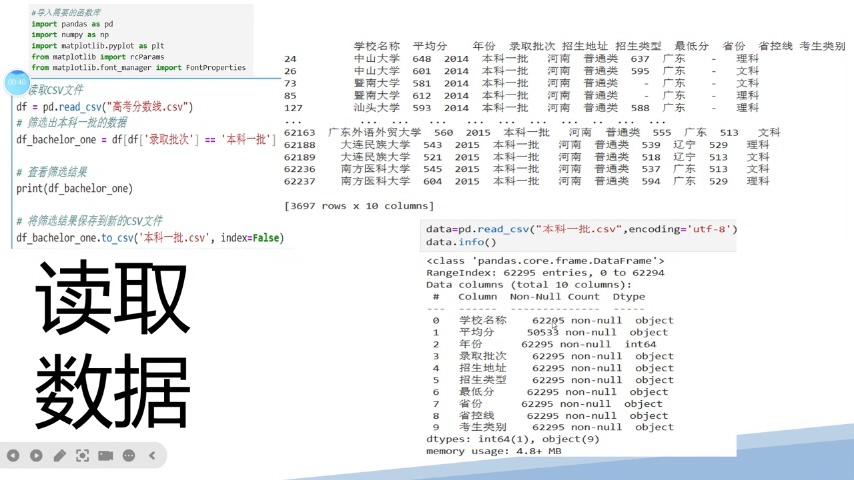 #导入需要的函数库
import pandas as pd
import numpy as np
import matplotlib.pyplot as plt
from matplotlib import rcParams
from matplotlib.font_manager import FontProperties
00:40
读取CSV文件
df = pd.read_csv("高考分数线.csv")
# 筛选出本科一批的数据
df_bachelor_one = df[df['录取批次'] == '本科一批']
# 查看筛选结果
print(df_bachelor_one)
# 将筛选结果保存到新的CSV文件
df_bachelor_one.to_csv('本科一批.csv', index=False)
读取
数据
学校名称 平均分 年份 录取批次 招生地址 招生类型 最低分 省份 省控线 考生类别
24 中山大学 648 2014 本科一批 河南 普通类 637 广东 - 理科
26 中山大学 601 2014 本科一批 河南 普通类 595 广东 - 文科
73 暨南大学 581 2014 本科一批 河南 普通类 - 广东 - 文科
85 暨南大学 612 2014 本科一批 河南 普通类 - 广东 - 理科
127 汕头大学 593 2014 本科一批 河南 普通类 588 广东 - 理科
... ... ... ... ... ... ... ... ... ... ...
62163 广东外语外贸大学 560 2015 本科一批 河南 普通类 555 广东 513 文科
62188 大连民族大学 543 2015 本科一批 河南 普通类 539 辽宁 529 理科
62189 大连民族大学 521 2015 本科一批 河南 普通类 518 辽宁 513 文科
62236 南方医科大学 545 2015 本科一批 河南 普通类 537 广东 513 文科
62237 南方医科大学 604 2015 本科一批 河南 普通类 594 广东 529 理科
[3697 rows x 10 columns]
data=pd.read_csv("本科一批.csv",encoding='utf-8')
data.info()
<class 'pandas.core.frame.DataFrame'>
RangeIndex: 62295 entries, 0 to 62294
Data columns (total 10 columns):
# Column Non-Null Count Dtype
--- ------ -------------- -----
0 学校名称 62295 non-null object
1 平均分 50533 non-null object
2 年份 62295 non-null int64
3 录取批次 62295 non-null object
4 招生地址 62295 non-null object
5 招生类型 62295 non-null object
6 最低分 62295 non-null object
7 省份 62295 non-null object
8 省控线 62295 non-null object
9 考生类别 62295 non-null object
dtypes: int64(1), object(9)
memory usage: 4.8+ MB